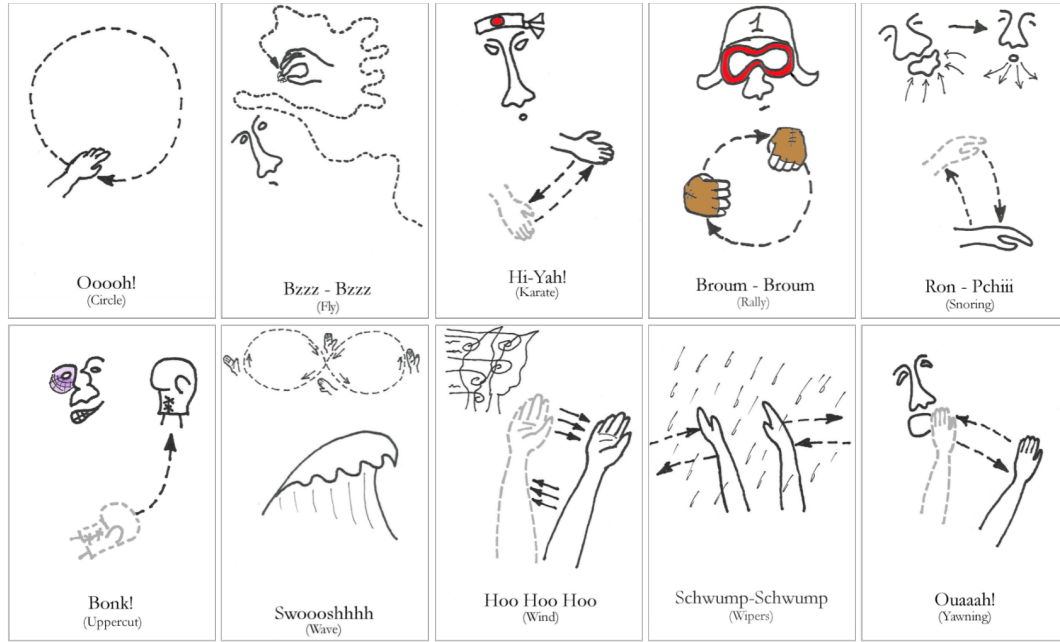 1
Ooooh!
(Circle)
Bzzz - Bzzz
(Fly)
Hi-Yah!
(Karate)
Broum - Broum
(Rally)
Ron - Pchiii
(Snoring)
Bonk!
(Uppercut)
Swoooshhhh
(Wave)
Hoo Hoo Hoo
(Wind)
Schwump-Schwump
(Wipers)
Ouaaah!
(Yawning)